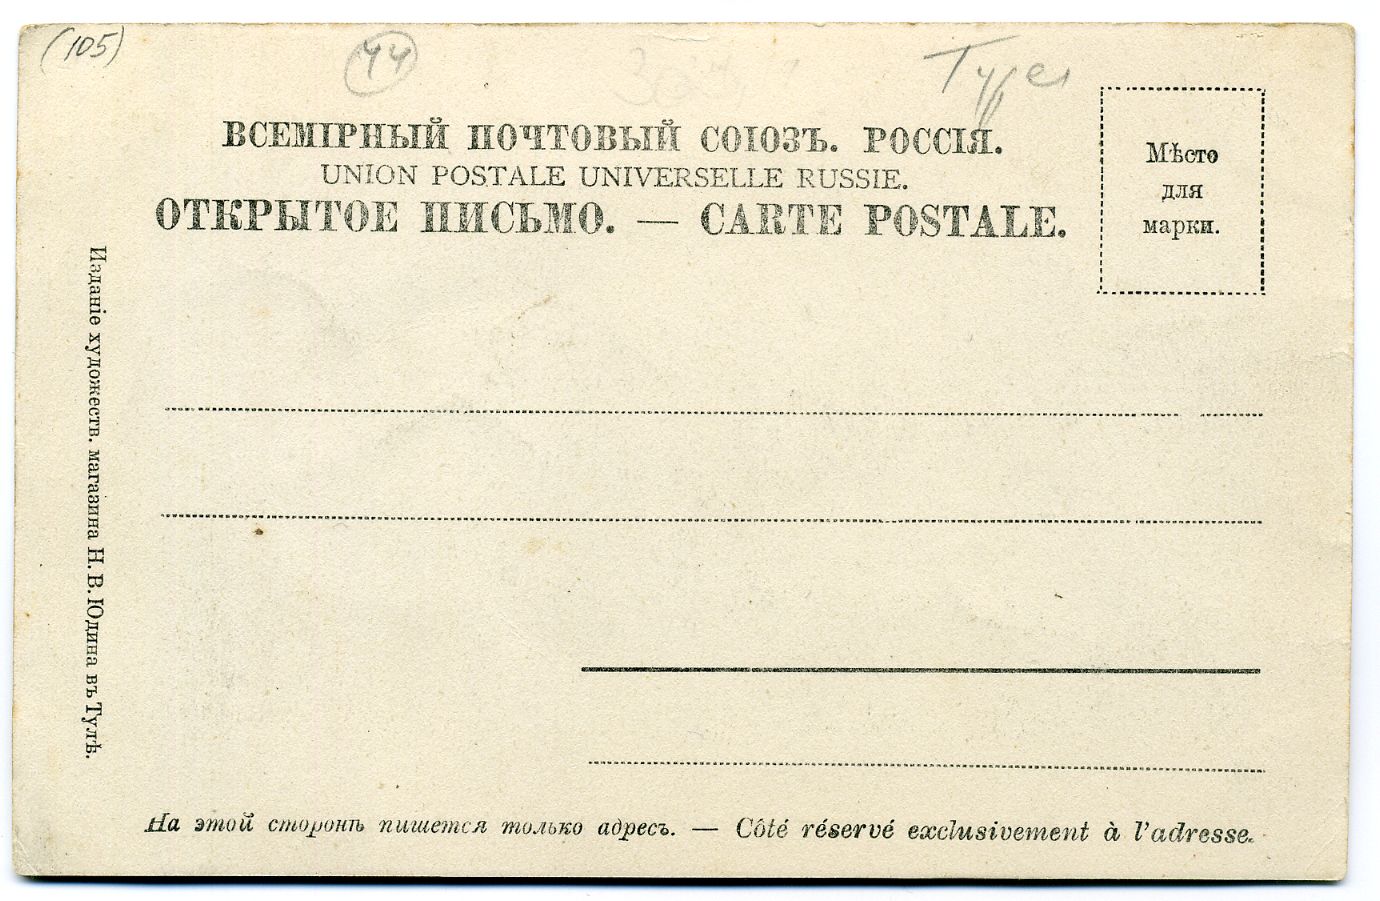 (105)
44
Types
ВСЕМІРНЫЙ ПОЧТОВЫЙ СОЮЗЪ. РОССІЯ.
UNION POSTALE UNIVERSELLE RUSSIE.
ОТКРЫТОЕ ПИСЬМО. — CARTE POSTALE.
Мѣсто
для
марки.
Изданіе художеств. магазина Н. В. Юдина въ Тулѣ.
На этой сторонѣ пишется только адресъ. — Côté réservé exclusivement à l'adresse.